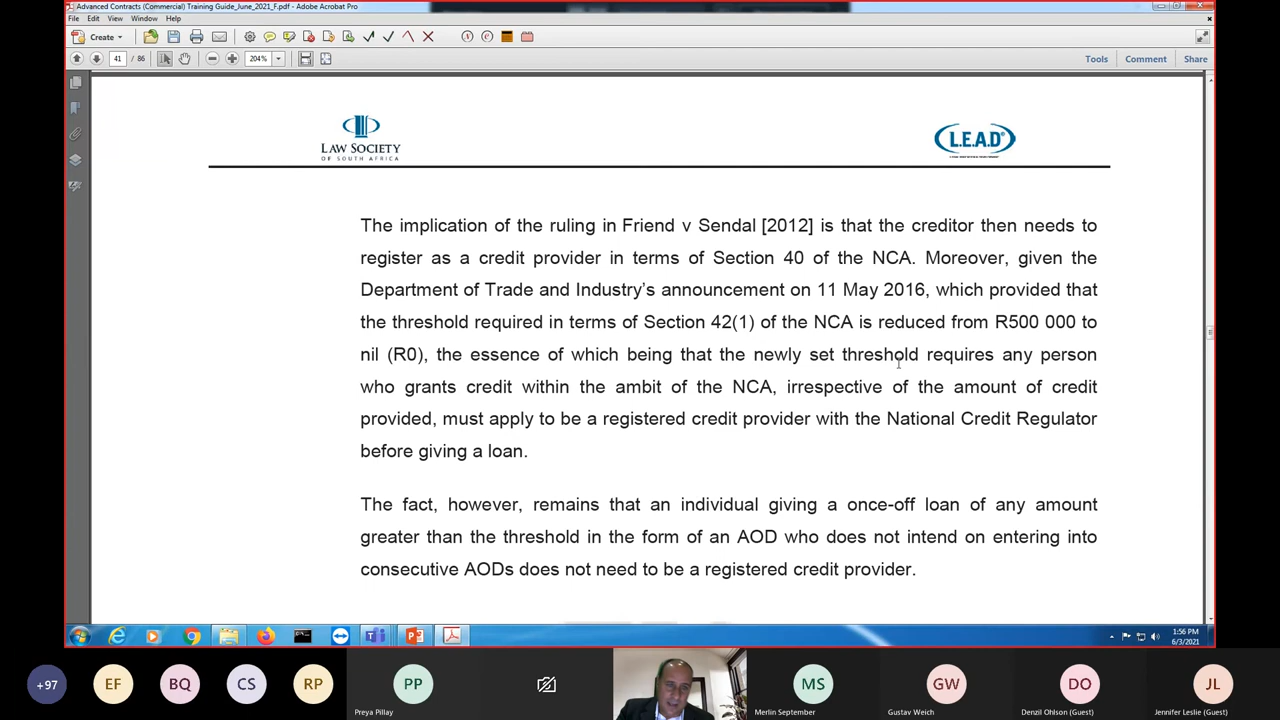 Advanced Contracts (Commercial) Training Guide_June_2021_F.pdf - Adobe Acrobat Pro
File Edit View Window Help
Create
41 / 86 204% Tools Comment Share
LAW SOCIETY
OF SOUTH AFRICA
L.E.A.D®
The implication of the ruling in Friend v Sendal [2012] is that the creditor then needs to
register as a credit provider in terms of Section 40 of the NCA. Moreover, given the
Department of Trade and Industry's announcement on 11 May 2016, which provided that
the threshold required in terms of Section 42(1) of the NCA is reduced from R500 000 to
nil (R0), the essence of which being that the newly set threshold requires any person
who grants credit within the ambit of the NCA, irrespective of the amount of credit
provided, must apply to be a registered credit provider with the National Credit Regulator
before giving a loan.
The fact, however, remains that an individual giving a once-off loan of any amount
greater than the threshold in the form of an AOD who does not intend on entering into
consecutive AODs does not need to be a registered credit provider.
1:56 PM
6/3/2021
+97 EF BQ CS RP PP MS GW DO JL
Preya Pillay Merlin September Gustav Weich Denzil Ohlson (Guest) Jennifer Leslie (Guest)